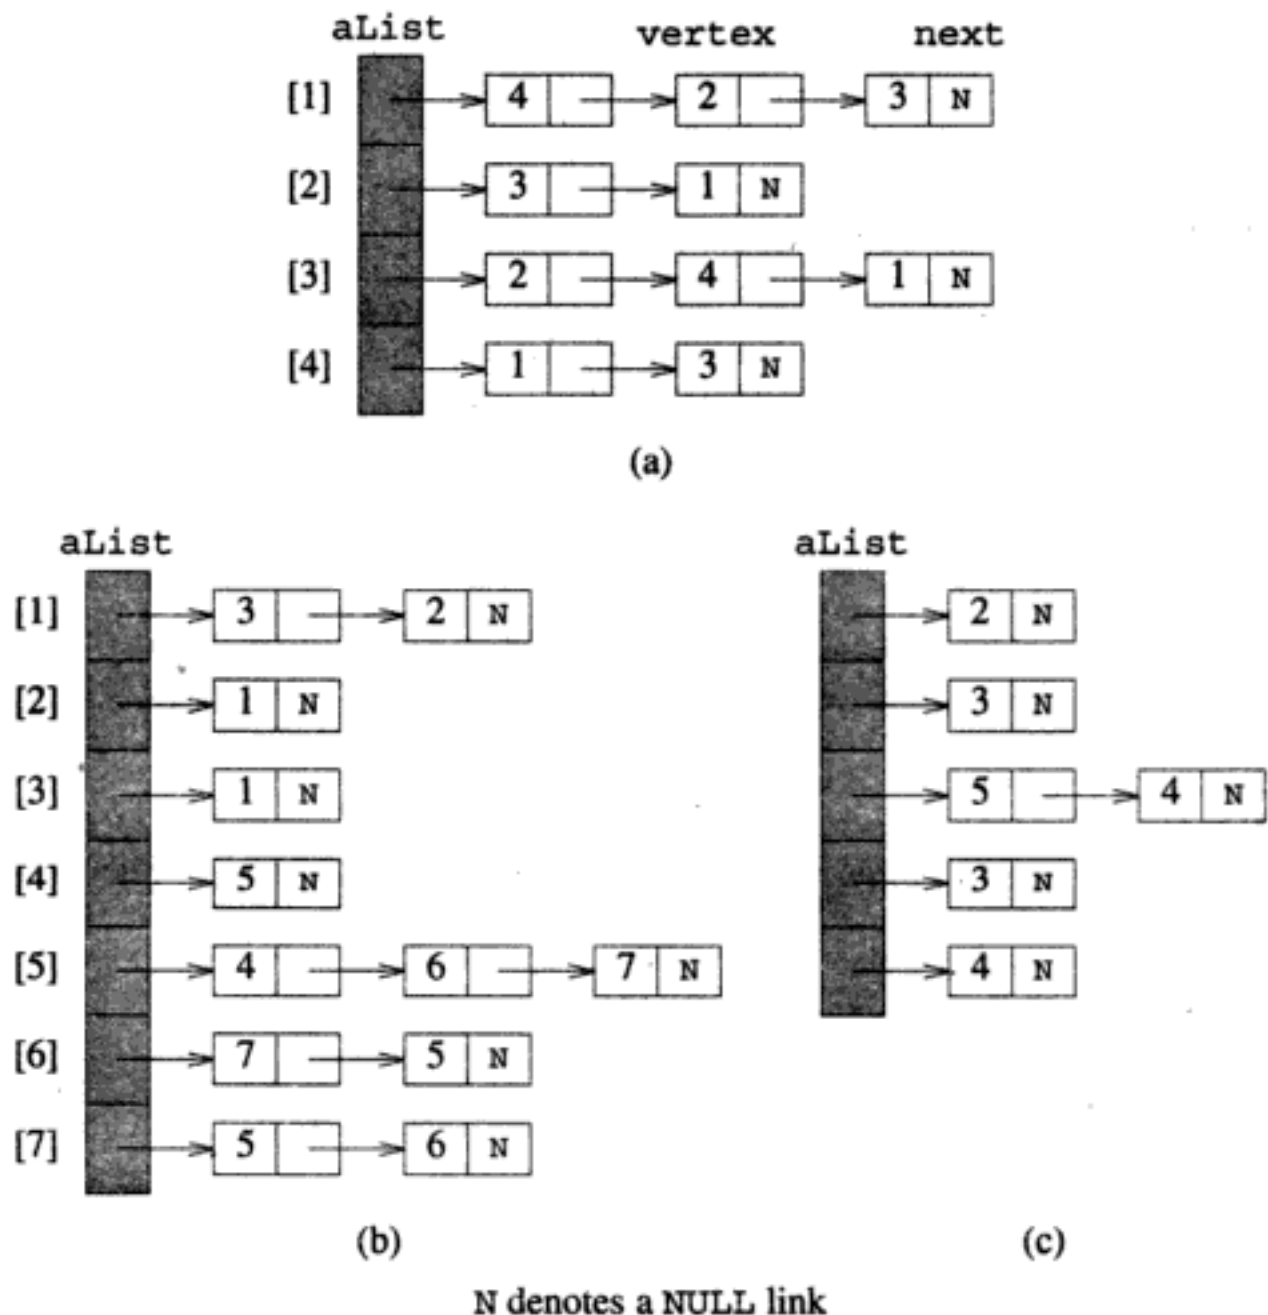 aList vertex next
[1] 4 2 3 N
[2] 3 1 N
[3] 2 4 1 N
[4] 1 3 N
(a)
aList aList
[1] 3 2 N 2 N
[2] 1 N 3 N
[3] 1 N 5 4 N
[4] 5 N 3 N
[5] 4 6 7 N 4 N
[6] 7 5 N
[7] 5 6 N
(b) (c)
N denotes a NULL link